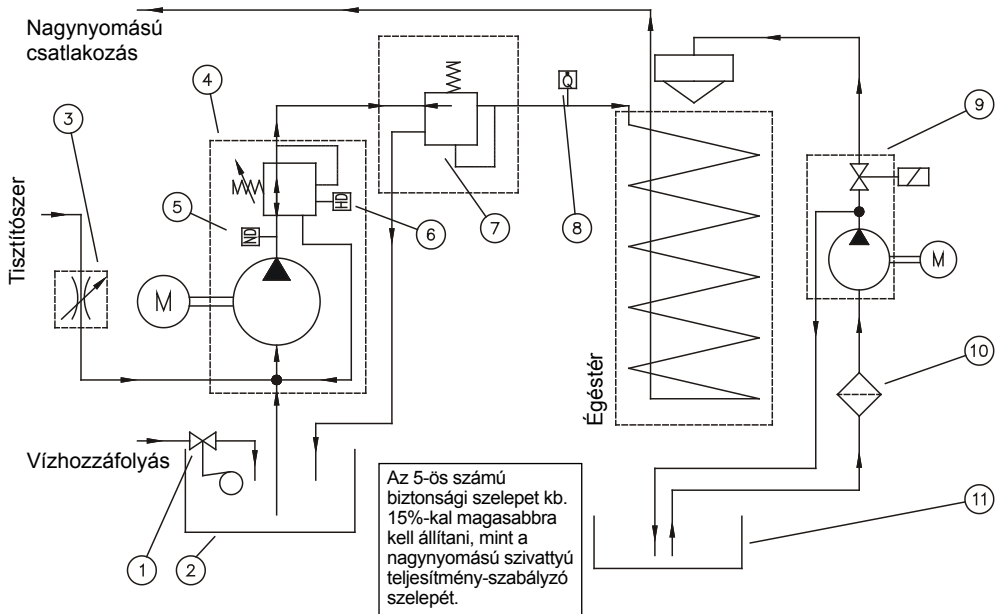 Nagynyomású
csatlakozás
4
3
9
Tisztítószer
5
ND
HD
6
7
Q
8
M
M
10
Égéstér
Vízhozzáfolyás
Az 5-ös számú
biztonsági szelepet kb.
15%-kal magasabbra
kell állítani, mint a
nagynyomású szivattyú
teljesítmény-szabályzó
szelepét.
11
1
2